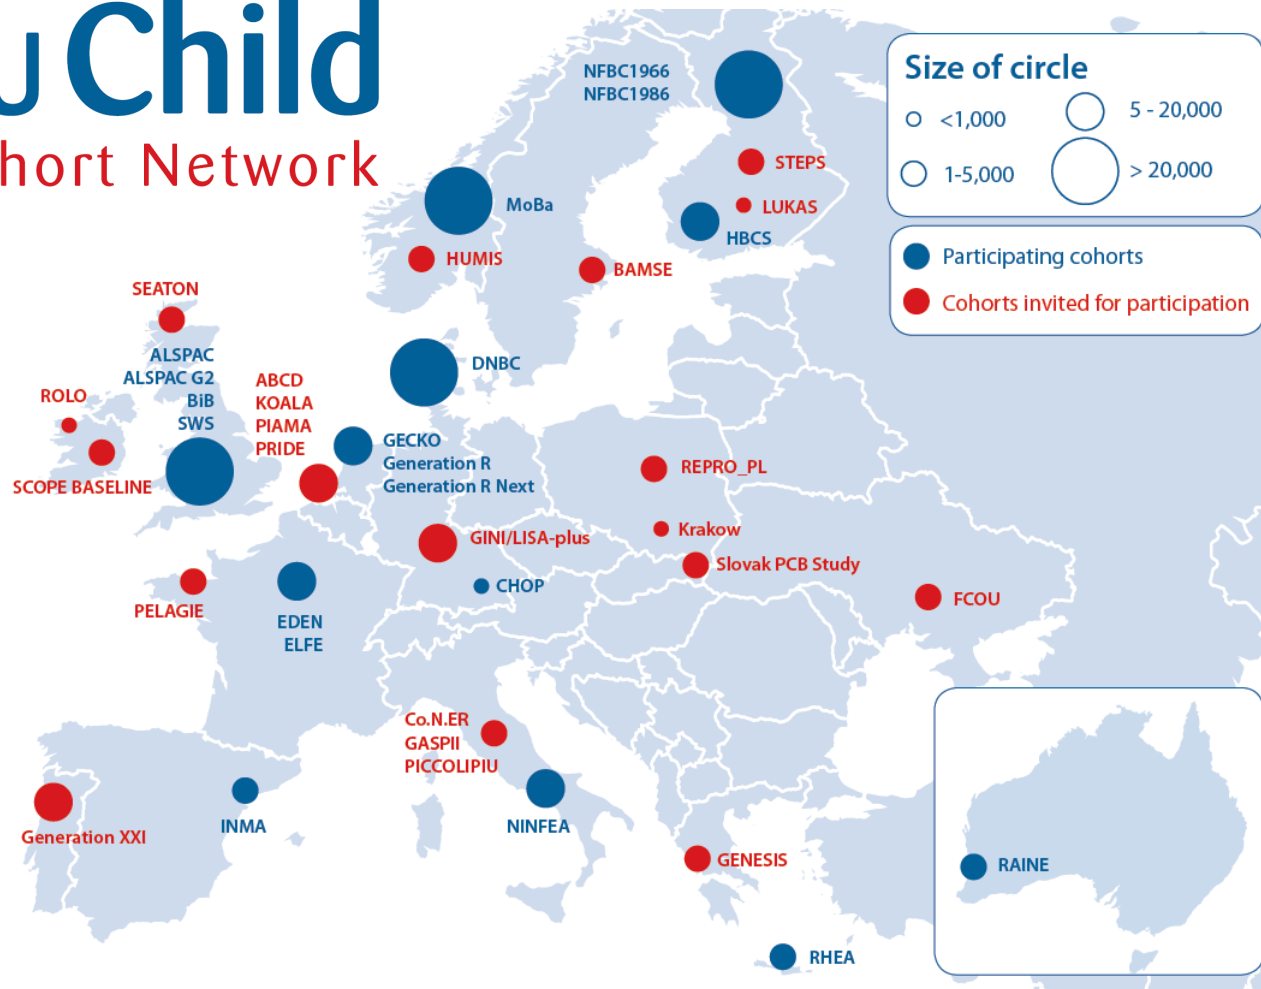 Child
hort Network
Size of circle
<1,000
5 - 20,000
1-5,000
> 20,000
Participating cohorts
Cohorts invited for participation
NFBC1966
NFBC1986
STEPS
LUKAS
HBCS
MoBa
HUMIS
BAMSE
SEATON
ALSPAC
ALSPAC G2
BiB
SWS
ROLO
SCOPE BASELINE
ABCD
KOALA
PIAMA
PRIDE
DNBC
GECKO
Generation R
Generation R Next
REPRO_PL
Krakow
Slovak PCB Study
GINI/LISA-plus
CHOP
FCOU
PELAGIE
EDEN
ELFE
Co.N.ER
GASPII
PICCOLIPIU
NINFEA
Generation XXI
INMA
GENESIS
RHEA
RAINE